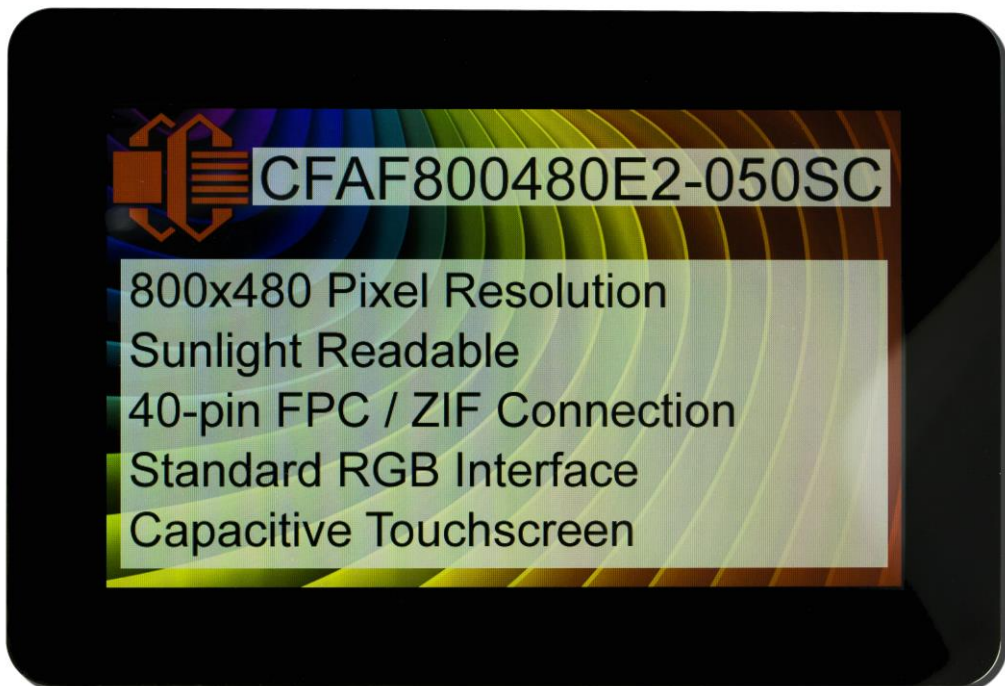 CFAF800480E2-050SC
800x480 Pixel Resolution
Sunlight Readable
40-pin FPC / ZIF Connection
Standard RGB Interface
Capacitive Touchscreen